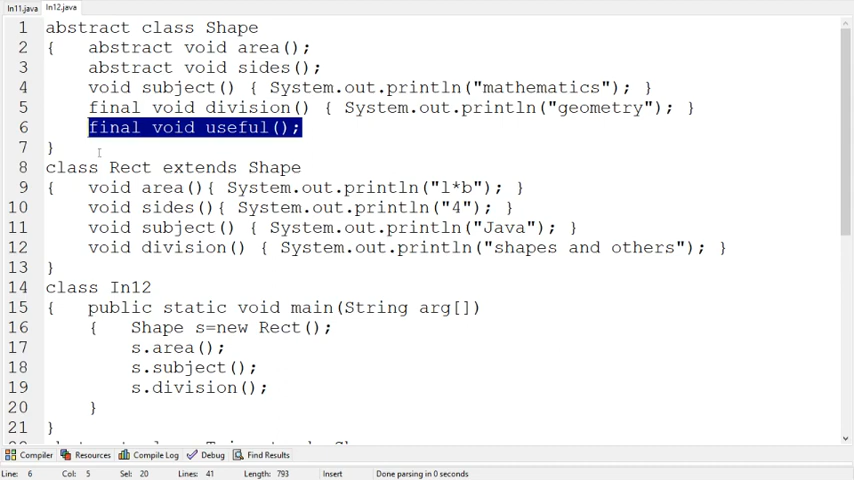 In11.java In12.java
1 abstract class Shape
2 { abstract void area();
3 abstract void sides();
4 void subject() { System.out.println("mathematics"); }
5 final void division() { System.out.println("geometry"); }
6 final void useful();
7 }
8 class Rect extends Shape
9 { void area(){ System.out.println("l*b"); }
10 void sides(){ System.out.println("4"); }
11 void subject() { System.out.println("Java"); }
12 void division() { System.out.println("shapes and others"); }
13 }
14 class In12
15 { public static void main(String arg[])
16 { Shape s=new Rect();
17 s.area();
18 s.subject();
19 s.division();
20 }
21 }
Compiler Resources Compile Log Debug Find Results
Line: 6 Col: 5 Sel: 20 Lines: 41 Length: 793 Insert Done parsing in 0 seconds